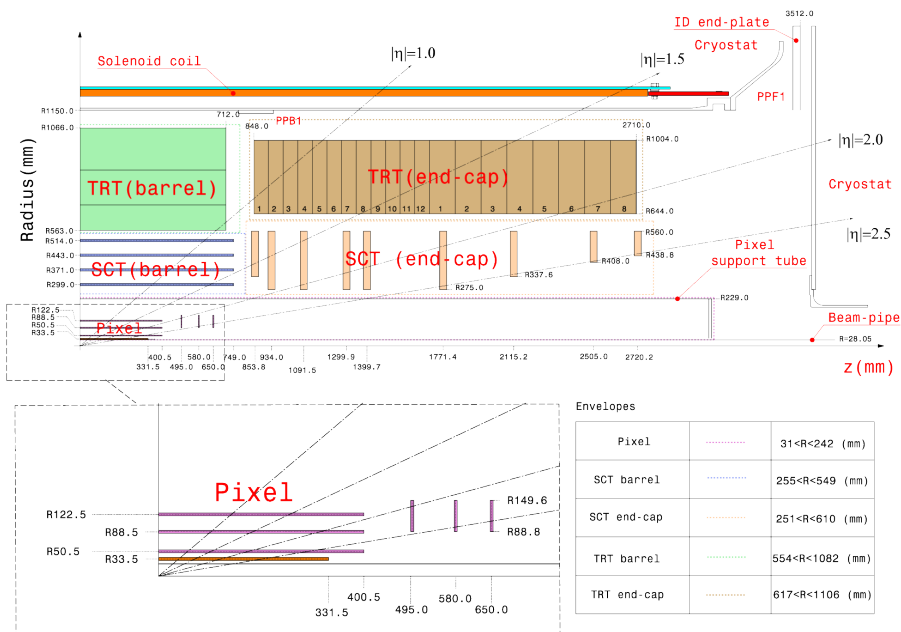 3512.0
ID end-plate
Cryostat
|η|=1.0
|η|=1.5
Solenoid coil
PPF1
R1150.0
712.0
PPB1
R1066.0
848.0
2710.0
R1004.0
|η|=2.0
TRT(barrel)
TRT(end-cap)
Cryostat
1 2 3 4 5 6 7 8 9 10 11 12 1 2 3 4 5 6 7 8
R644.0
Radius(mm)
R563.0
R514.0
R443.0
R371.0
R299.0
SCT(barrel)
SCT (end-cap)
R560.0
R438.8
R408.0
R337.6
R275.0
|η|=2.5
Pixel
support tube
R229.0
R122.5
R88.5
R50.5
R33.5
Pixel
Beam-pipe
R=28.05
400.5
331.5
495.0
580.0
650.0
749.0
853.8
934.0
1091.5
1299.9
1399.7
1771.4
2115.2
2505.0
2720.2
z(mm)
Pixel
R122.5
R88.5
R50.5
R33.5
R149.6
R88.8
400.5
331.5
495.0
580.0
650.0
Envelopes
Pixel 31<R<242 (mm)
SCT barrel 255<R<549 (mm)
SCT end-cap 251<R<610 (mm)
TRT barrel 554<R<1082 (mm)
TRT end-cap 617<R<1106 (mm)